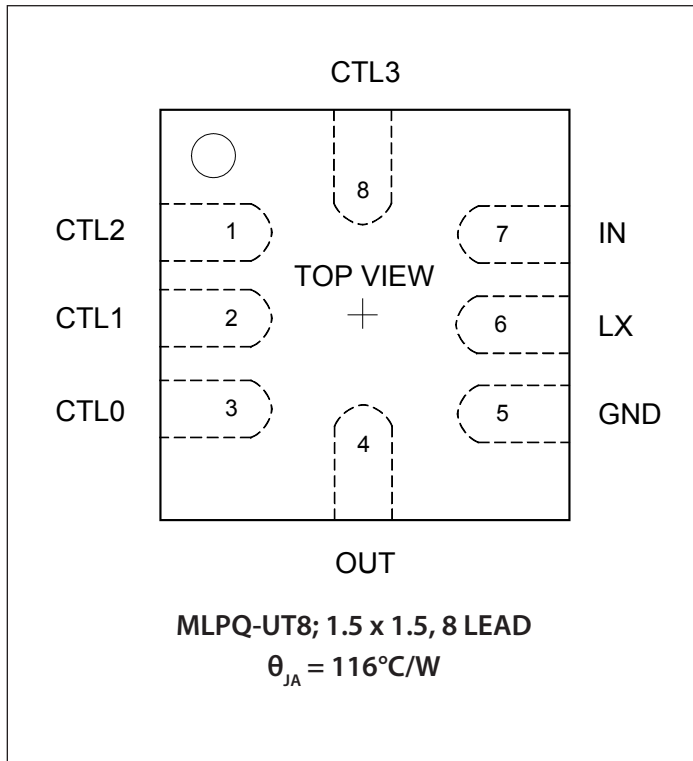 CTL3
8
CTL2 1 7 IN
TOP VIEW
CTL1 2 6 LX
CTL0 3 5 GND
4
OUT
MLPQ-UT8; 1.5 x 1.5, 8 LEAD
θJA = 116°C/W